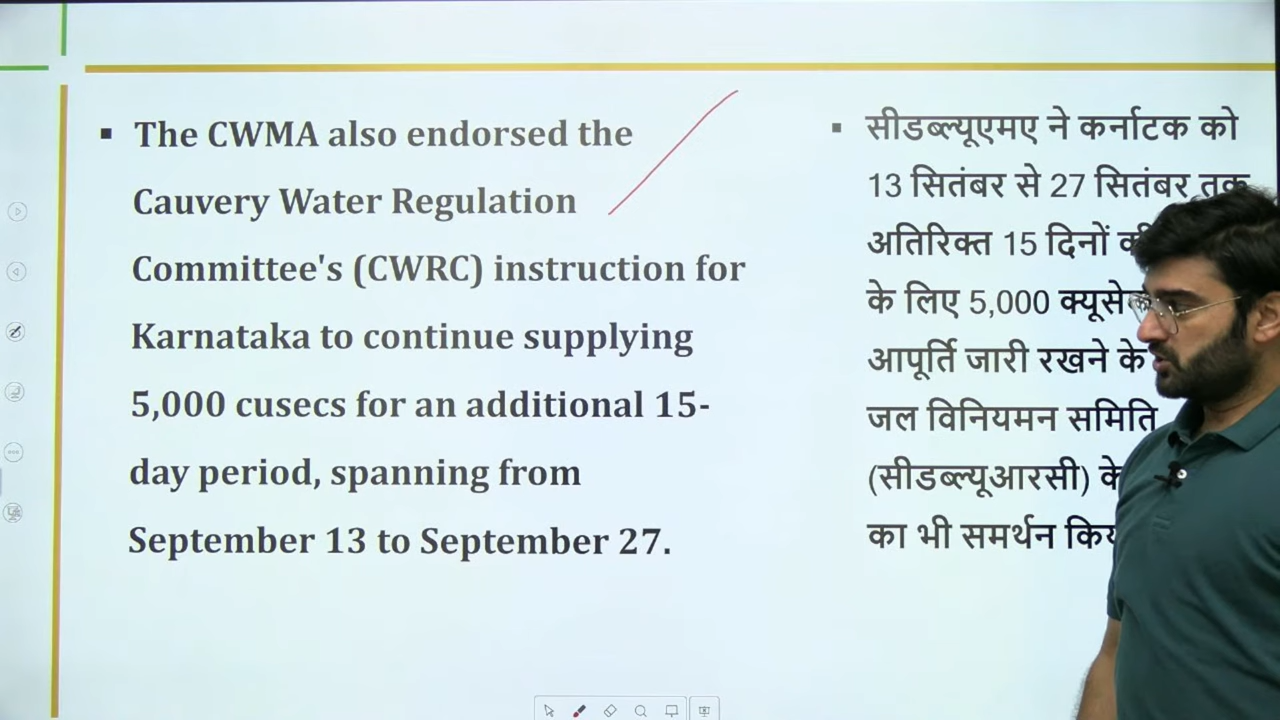 The CWMA also endorsed the
Cauvery Water Regulation
Committee's (CWRC) instruction for
Karnataka to continue supplying
5,000 cusecs for an additional 15-
day period, spanning from
September 13 to September 27.
सीडब्ल्यूएमए ने कर्नाटक को
13 सितंबर से 27 सितंबर तक
अतिरिक्त 15 दिनों
के लिए 5,000
आपूर्ति जारी रखने के
जल विनियमन समिति
(सीडब्ल्यूआरसी) के
का भी समर्थन